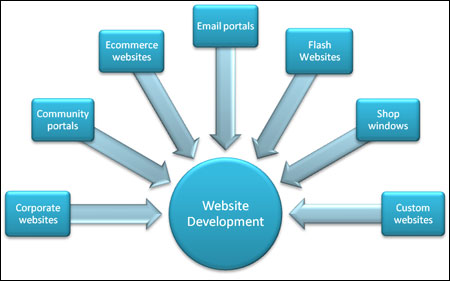 Email portals
Ecommerce
websites
Flash
Websites
Community
portals
Shop
windows
Corporate
websites
Website
Development
Custom
websites